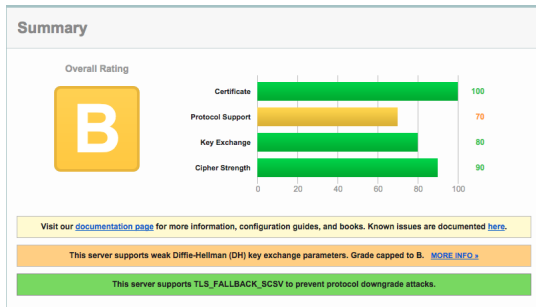 Summary
Overall Rating
B
Certificate 100
Protocol Support 70
Key Exchange 80
Cipher Strength 90
0 20 40 60 80 100
Visit our documentation page for more information, configuration guides, and books. Known issues are documented here.
This server supports weak Diffie-Hellman (DH) key exchange parameters. Grade capped to B. MORE INFO »
This server supports TLS_FALLBACK_SCSV to prevent protocol downgrade attacks.